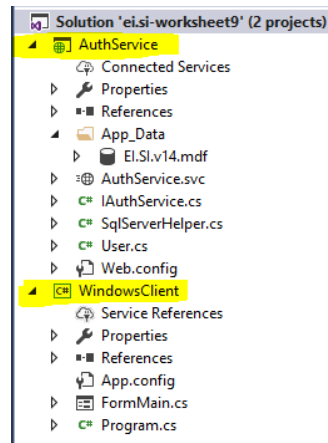 Solution 'ei.si-worksheet9' (2 projects)
AuthService
Connected Services
Properties
References
App_Data
EI.SI.v14.mdf
AuthService.svc
C# IAuthService.cs
C# SqlServerHelper.cs
C# User.cs
Web.config
C# WindowsClient
Service References
Properties
References
App.config
FormMain.cs
C# Program.cs